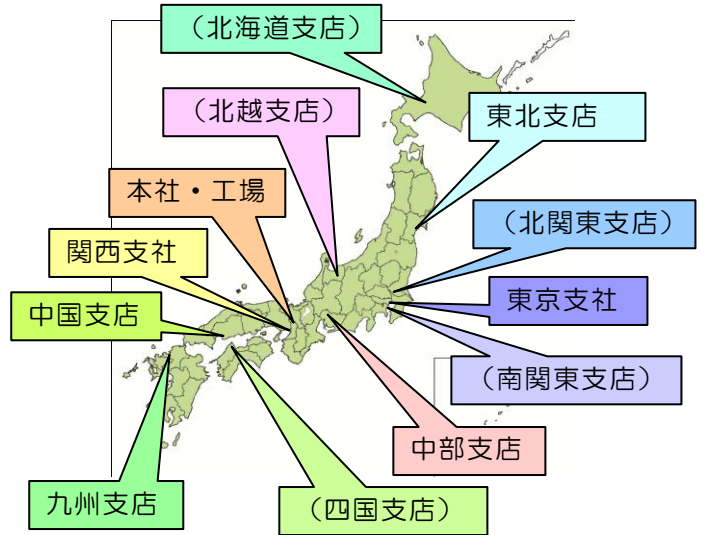 （北海道支店）
（北越支店）
東北支店
本社・工場
（北関東支店）
関西支社
東京支社
中国支店
（南関東支店）
中部支店
九州支店
（四国支店）